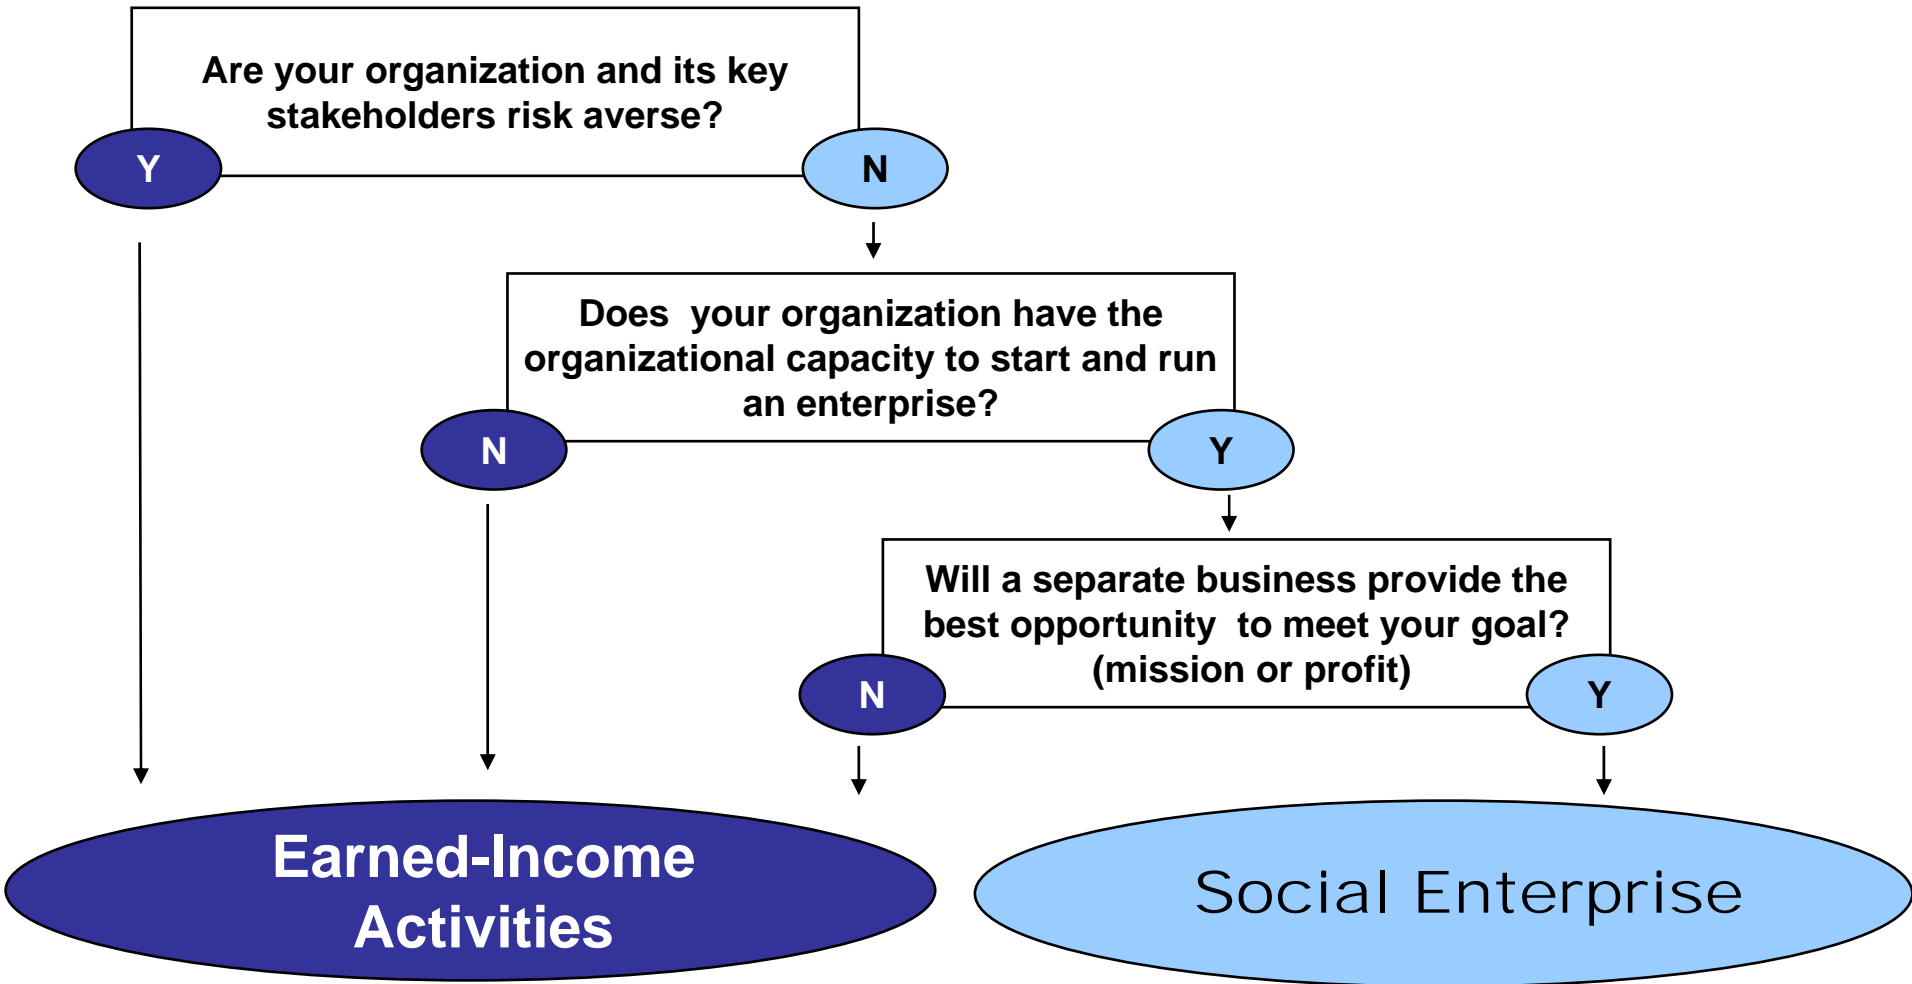 Are your organization and its key
stakeholders risk averse?
Y
N
Does  your organization have the
organizational capacity to start and run
an enterprise?
N
Y
Will a separate business provide the
best opportunity  to meet your goal?
(mission or profit)
N
Y
Earned-Income
Activities
Social Enterprise